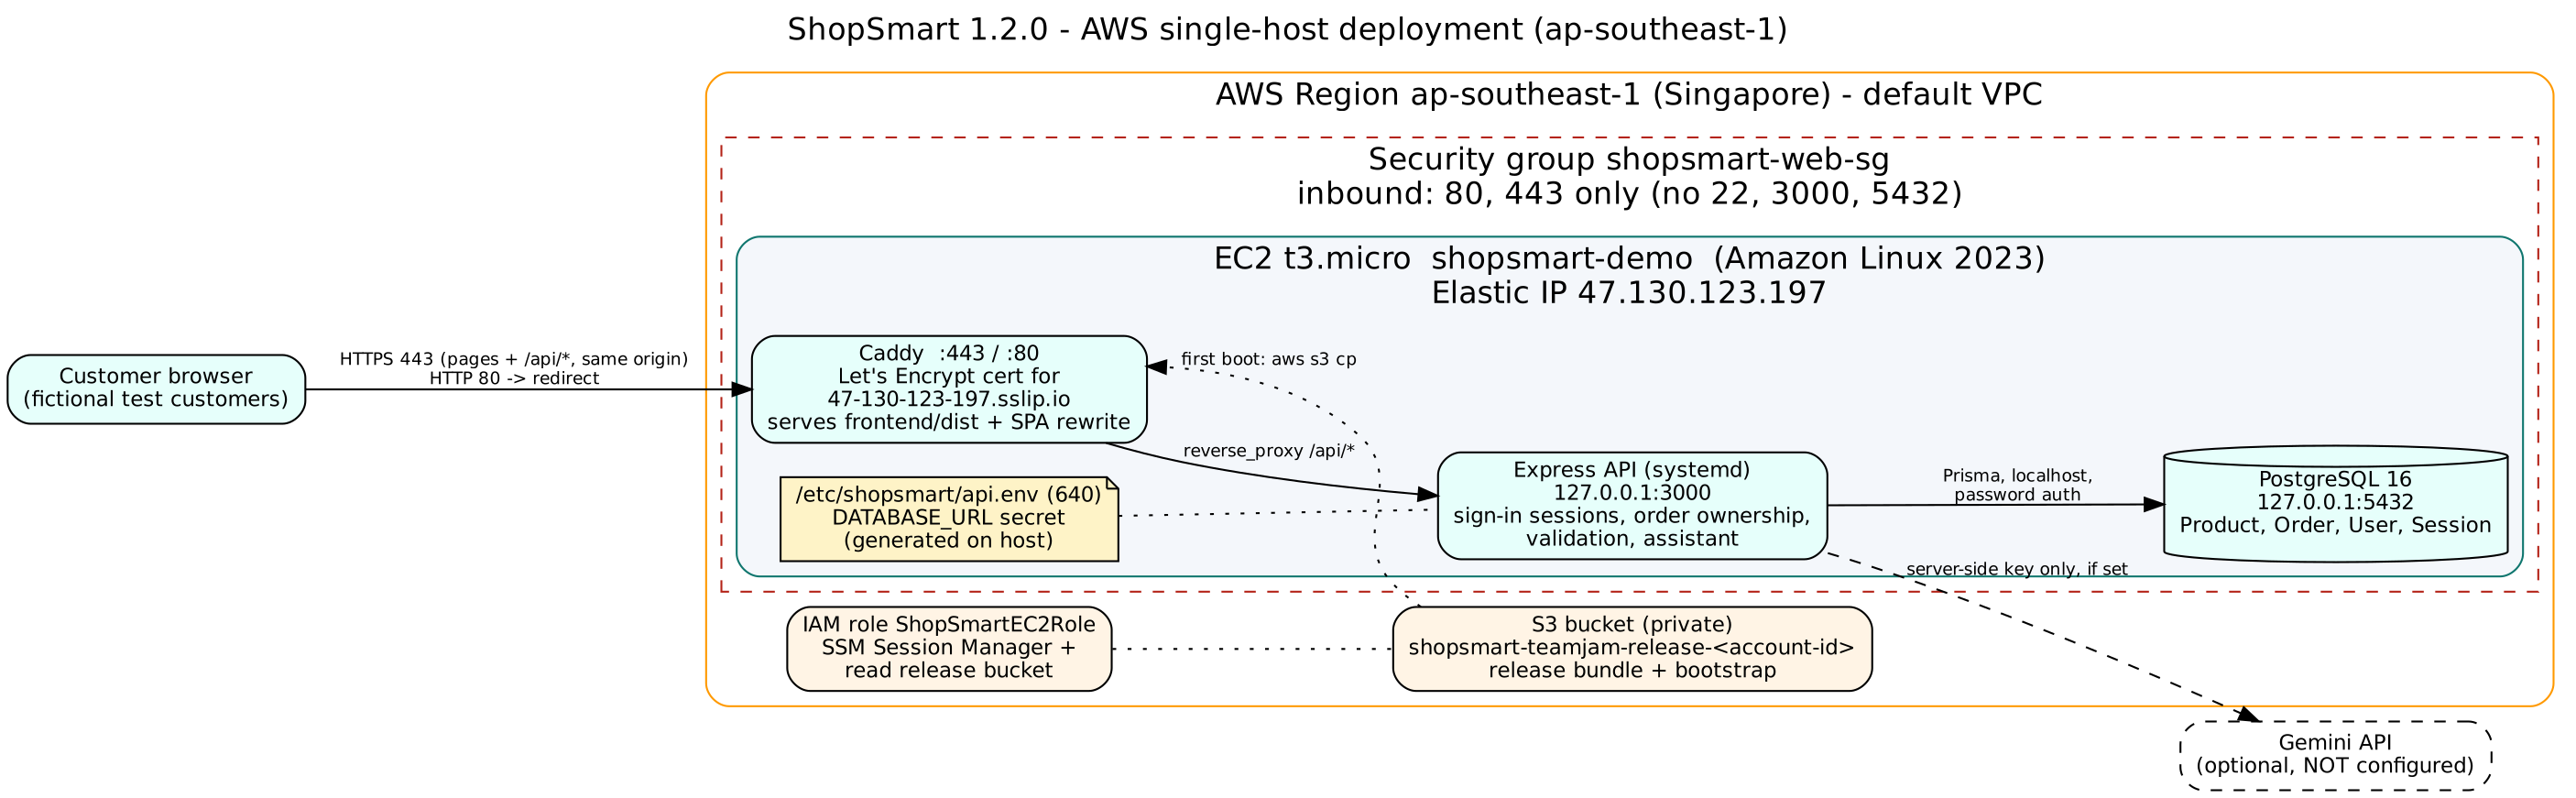 ShopSmart 1.2.0 - AWS single-host deployment (ap-southeast-1)
AWS Region ap-southeast-1 (Singapore) - default VPC
Security group shopsmart-web-sg
inbound: 80, 443 only (no 22, 3000, 5432)
EC2 t3.micro  shopsmart-demo  (Amazon Linux 2023)
Elastic IP 47.130.123.197
Customer browser
(fictional test customers)
HTTPS 443 (pages + /api/*, same origin)
HTTP 80 -> redirect
Caddy  :443 / :80
Let's Encrypt cert for
47-130-123-197.sslip.io
serves frontend/dist + SPA rewrite
first boot: aws s3 cp
reverse_proxy /api/*
/etc/shopsmart/api.env (640)
DATABASE_URL secret
(generated on host)
Express API (systemd)
127.0.0.1:3000
sign-in sessions, order ownership,
validation, assistant
Prisma, localhost,
password auth
PostgreSQL 16
127.0.0.1:5432
Product, Order, User, Session
server-side key only, if set
IAM role ShopSmartEC2Role
SSM Session Manager +
read release bucket
S3 bucket (private)
shopsmart-teamjam-release-<account-id>
release bundle + bootstrap
Gemini API
(optional, NOT configured)